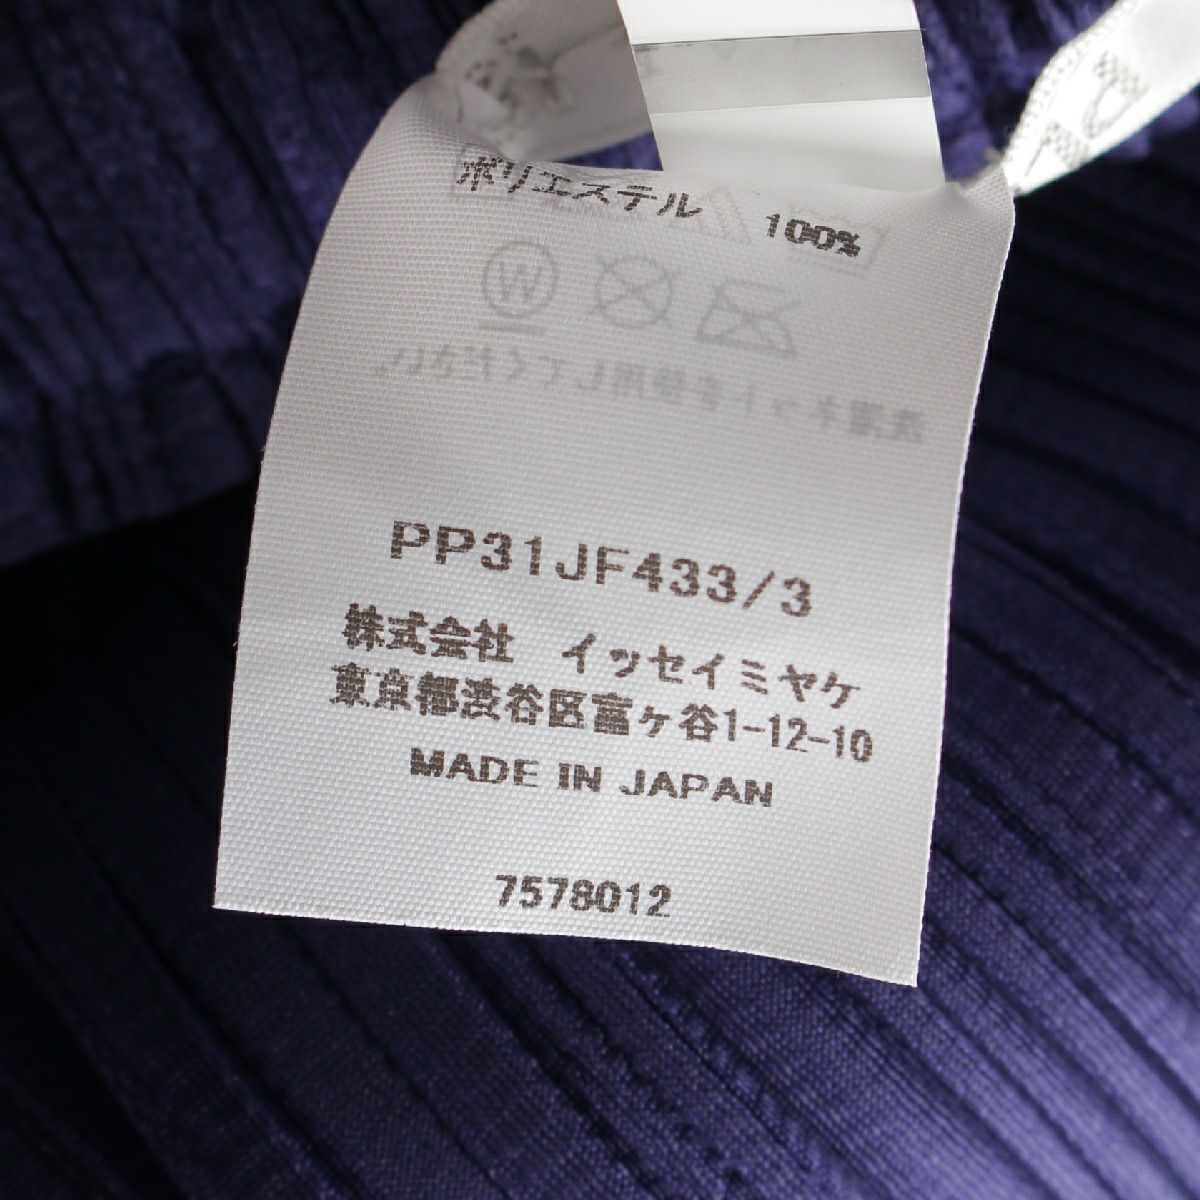 ポリエステル 100%
W
PP31JF433/3
株式会社 イッセイミヤケ
東京都渋谷区富ヶ谷1-12-10
MADE IN JAPAN
7578012